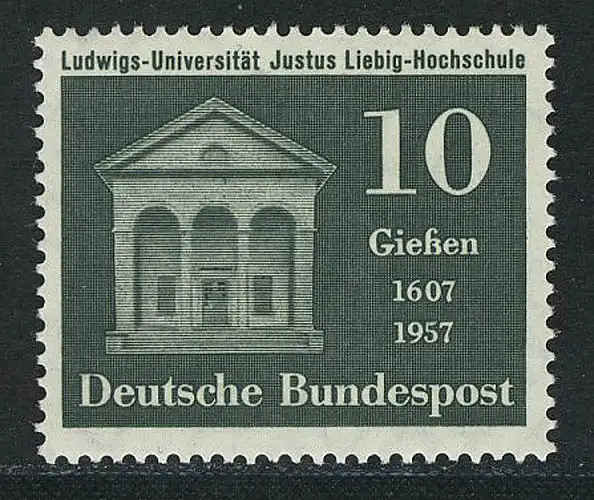 Ludwigs-Universität Justus Liebig-Hochschule
10
Gießen
1607
1957
Deutsche Bundespost